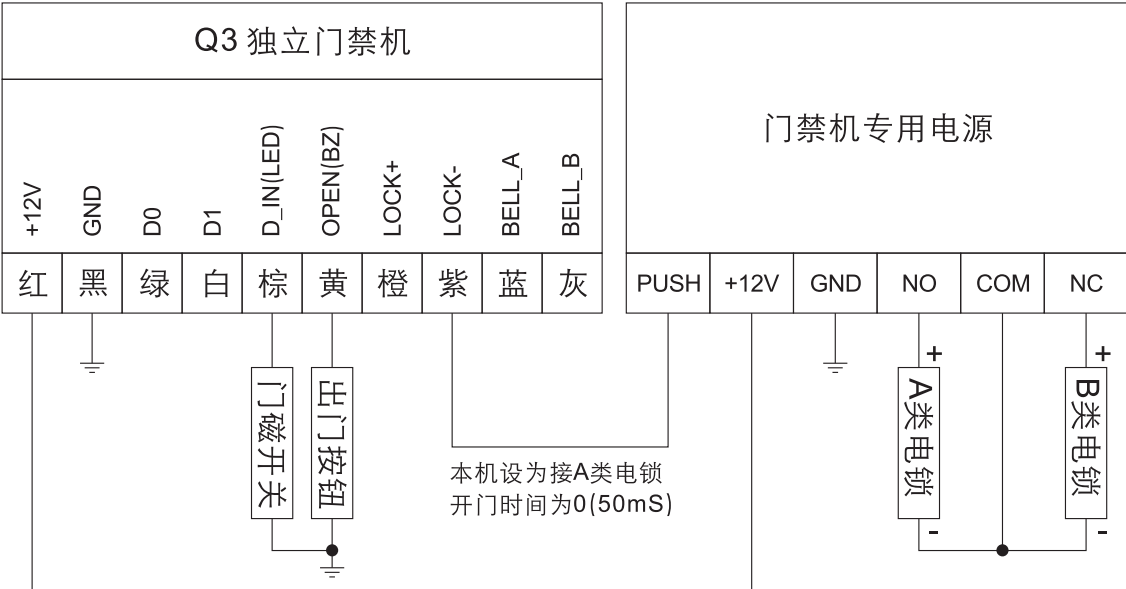 Q3 独立门禁机
门禁机专用电源
+12V
GND
D0
D1
D_IN(LED)
OPEN(BZ)
LOCK+
LOCK-
BELL_A
BELL_B
红 黑 绿 白 棕 黄 橙 紫 蓝 灰
PUSH +12V GND NO COM NC
+ +
门磁开关
出门按钮
A类电锁
B类电锁
本机设为接A类电锁
开门时间为0(50mS)
- -